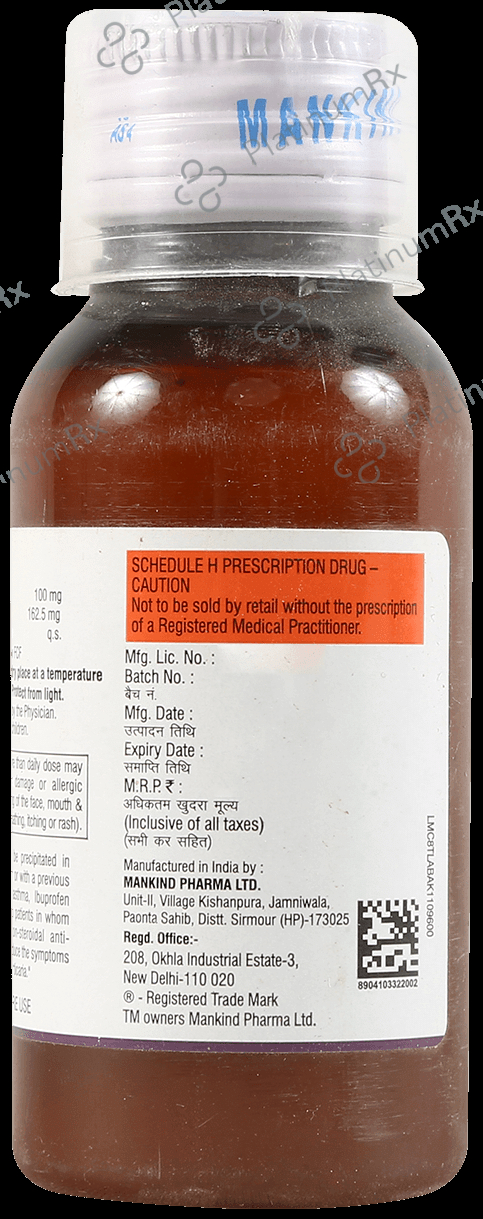 MANKIN
PlatinumRx
PlatinumRx
100 mg
162.5 mg
q.s.
place at a temperature
Protect from light.
the Physician.
than daily dose may
damage or allergic
of the face, mouth &
itching or rash).
be precipitated in
or with a previous
asthma, Ibuprofen
patients in whom
anti-
the symptoms
USE
SCHEDULE H PRESCRIPTION DRUG –
CAUTION
Not to be sold by retail without the prescription
of a Registered Medical Practitioner.
Mfg. Lic. No. :
Batch No. :
बैच नं.
Mfg. Date :
उत्पादन तिथि
Expiry Date :
समाप्ति तिथि
M.R.P. ₹ :
अधिकतम खुदरा मूल्य
(Inclusive of all taxes)
(सभी कर सहित)
Manufactured in India by :
MANKIND PHARMA LTD.
Unit-II, Village Kishanpura, Jamniwala,
Paonta Sahib, Distt. Sirmour (HP)-173025
Regd. Office:-
208, Okhla Industrial Estate-3,
New Delhi-110 020
® - Registered Trade Mark
TM owners Mankind Pharma Ltd.
8904103322002
LMC8TLABAK1109600